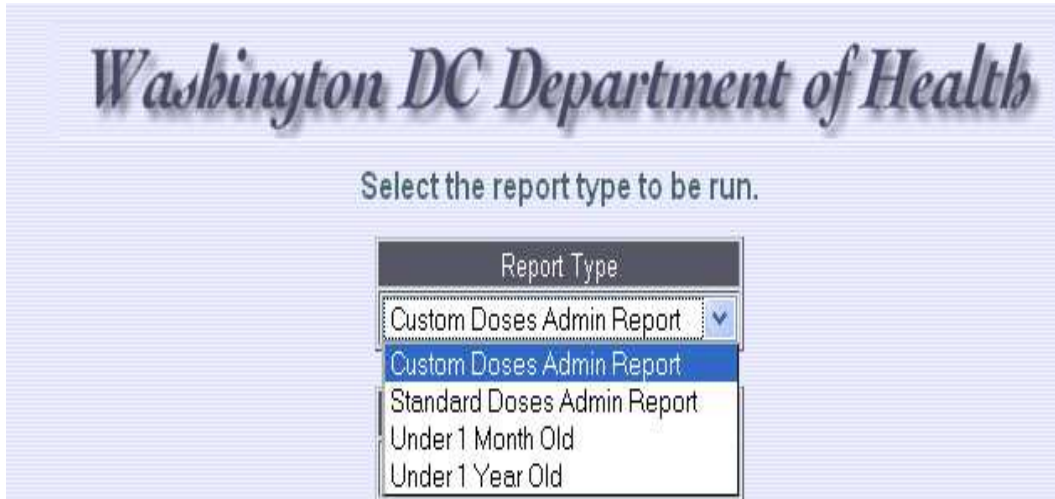 Washington DC Department of Health
Select the report type to be run.
Report Type
Custom Doses Admin Report
Custom Doses Admin Report
Standard Doses Admin Report
Under 1 Month Old
Under 1 Year Old